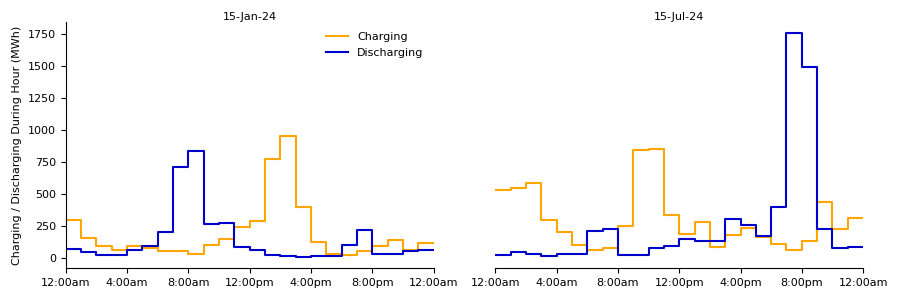 15-Jan-24
15-Jul-24
Charging / Discharging During Hour (MWh)
Charging
Discharging
1750
1500
1250
1000
750
500
250
0
12:00am 4:00am 8:00am 12:00pm 4:00am 8:00pm 12:00am
12:00am 4:00am 8:00am 12:00pm 4:00am 8:00pm 12:00am